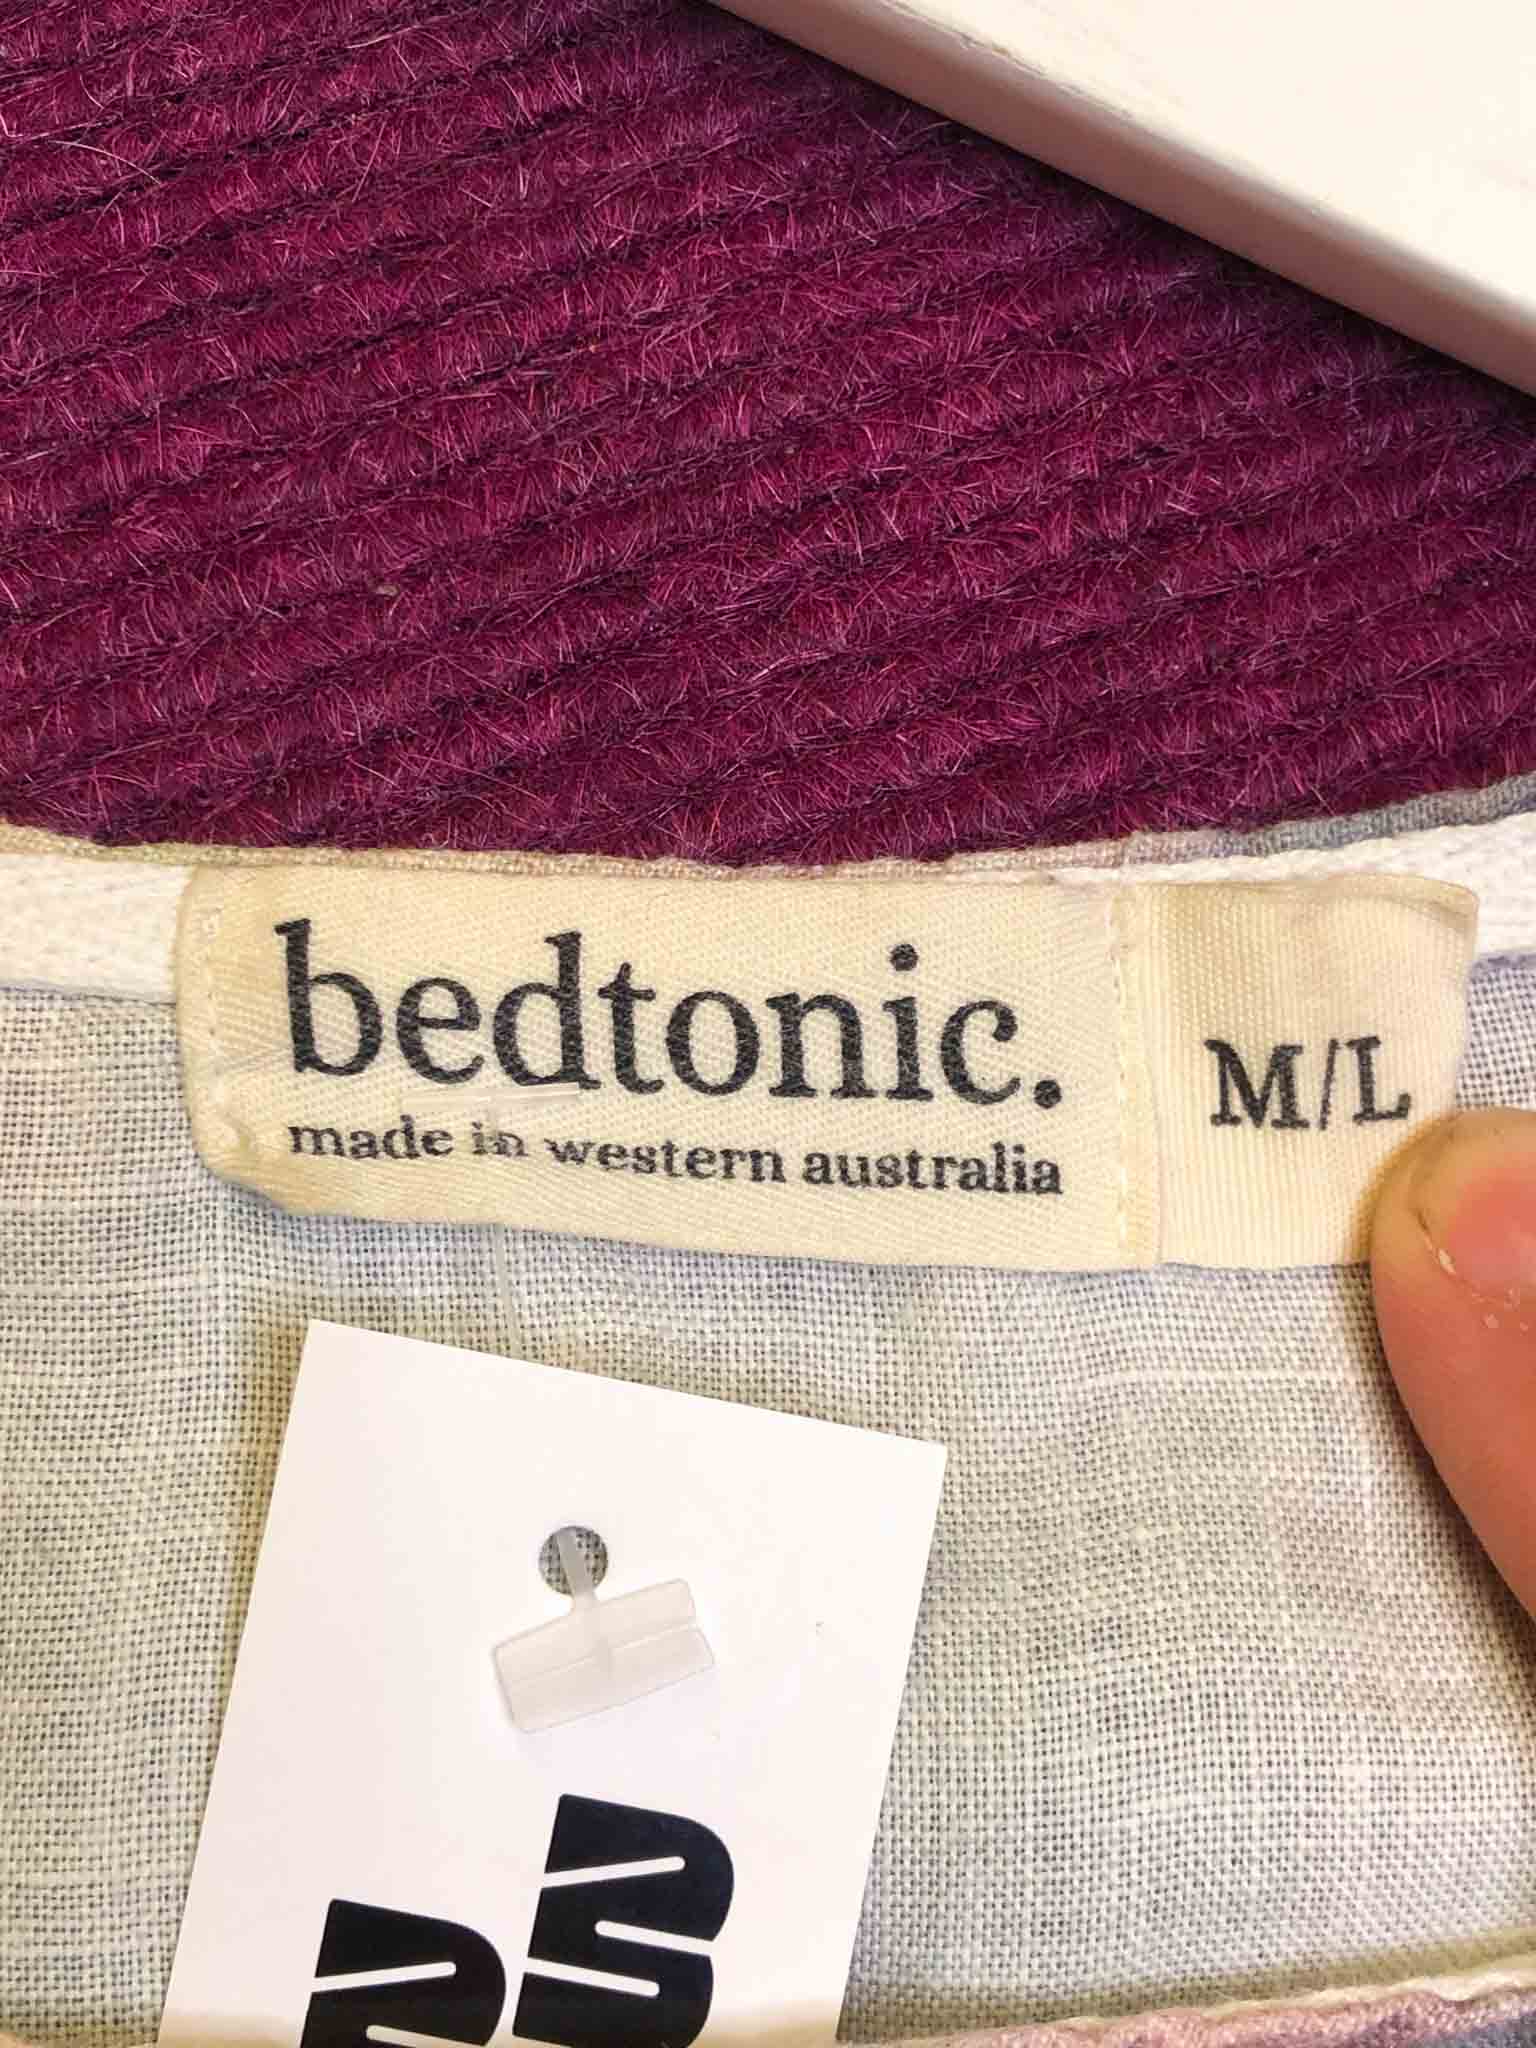 bedtonic.
made in western australia
M/L